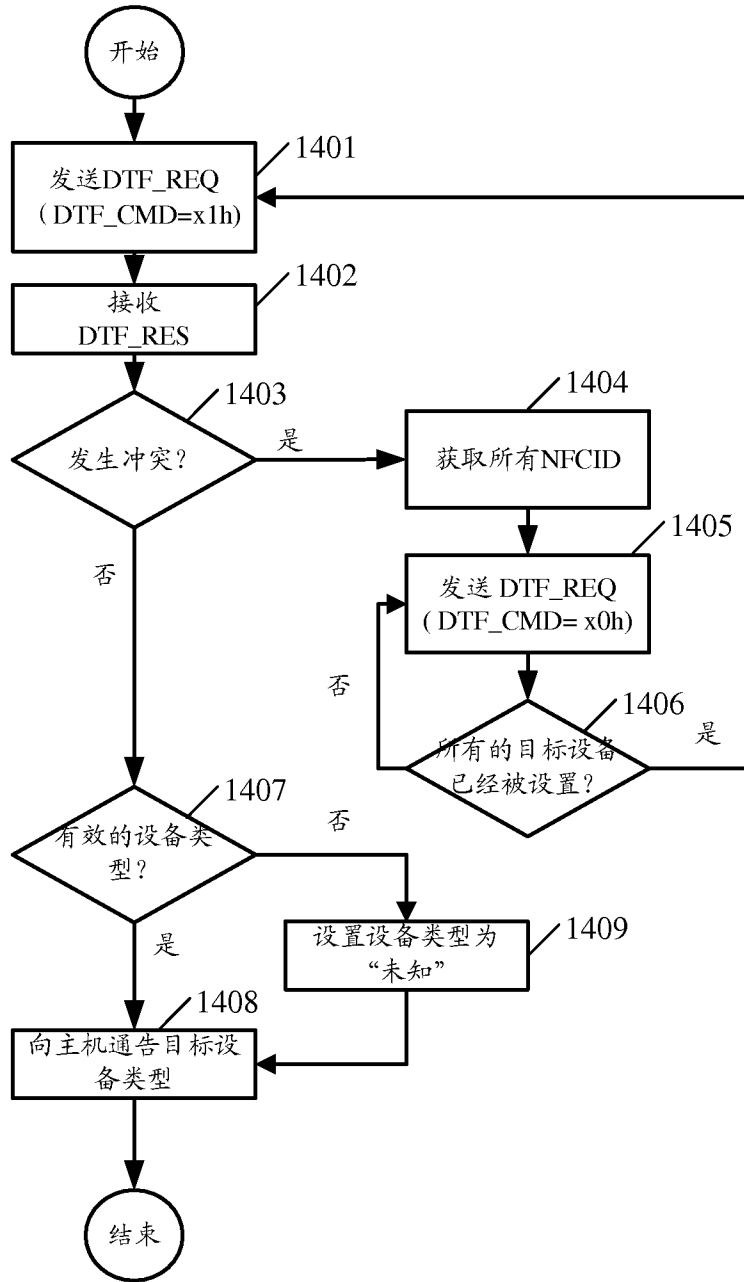 开始
1401
发送DTF_REQ
（DTF_CMD=x1h)
1402
接收
DTF_RES
1403
发生冲突？
是
1404
获取所有NFCID
1405
发送 DTF_REQ
( DTF_CMD= x0h)
否
否
1406
所有的目标设备
已经被设置？
是
1407
有效的设备类
型？
否
是
1409
设置设备类型为
“未知”
1408
向主机通告目标设
备类型
结束